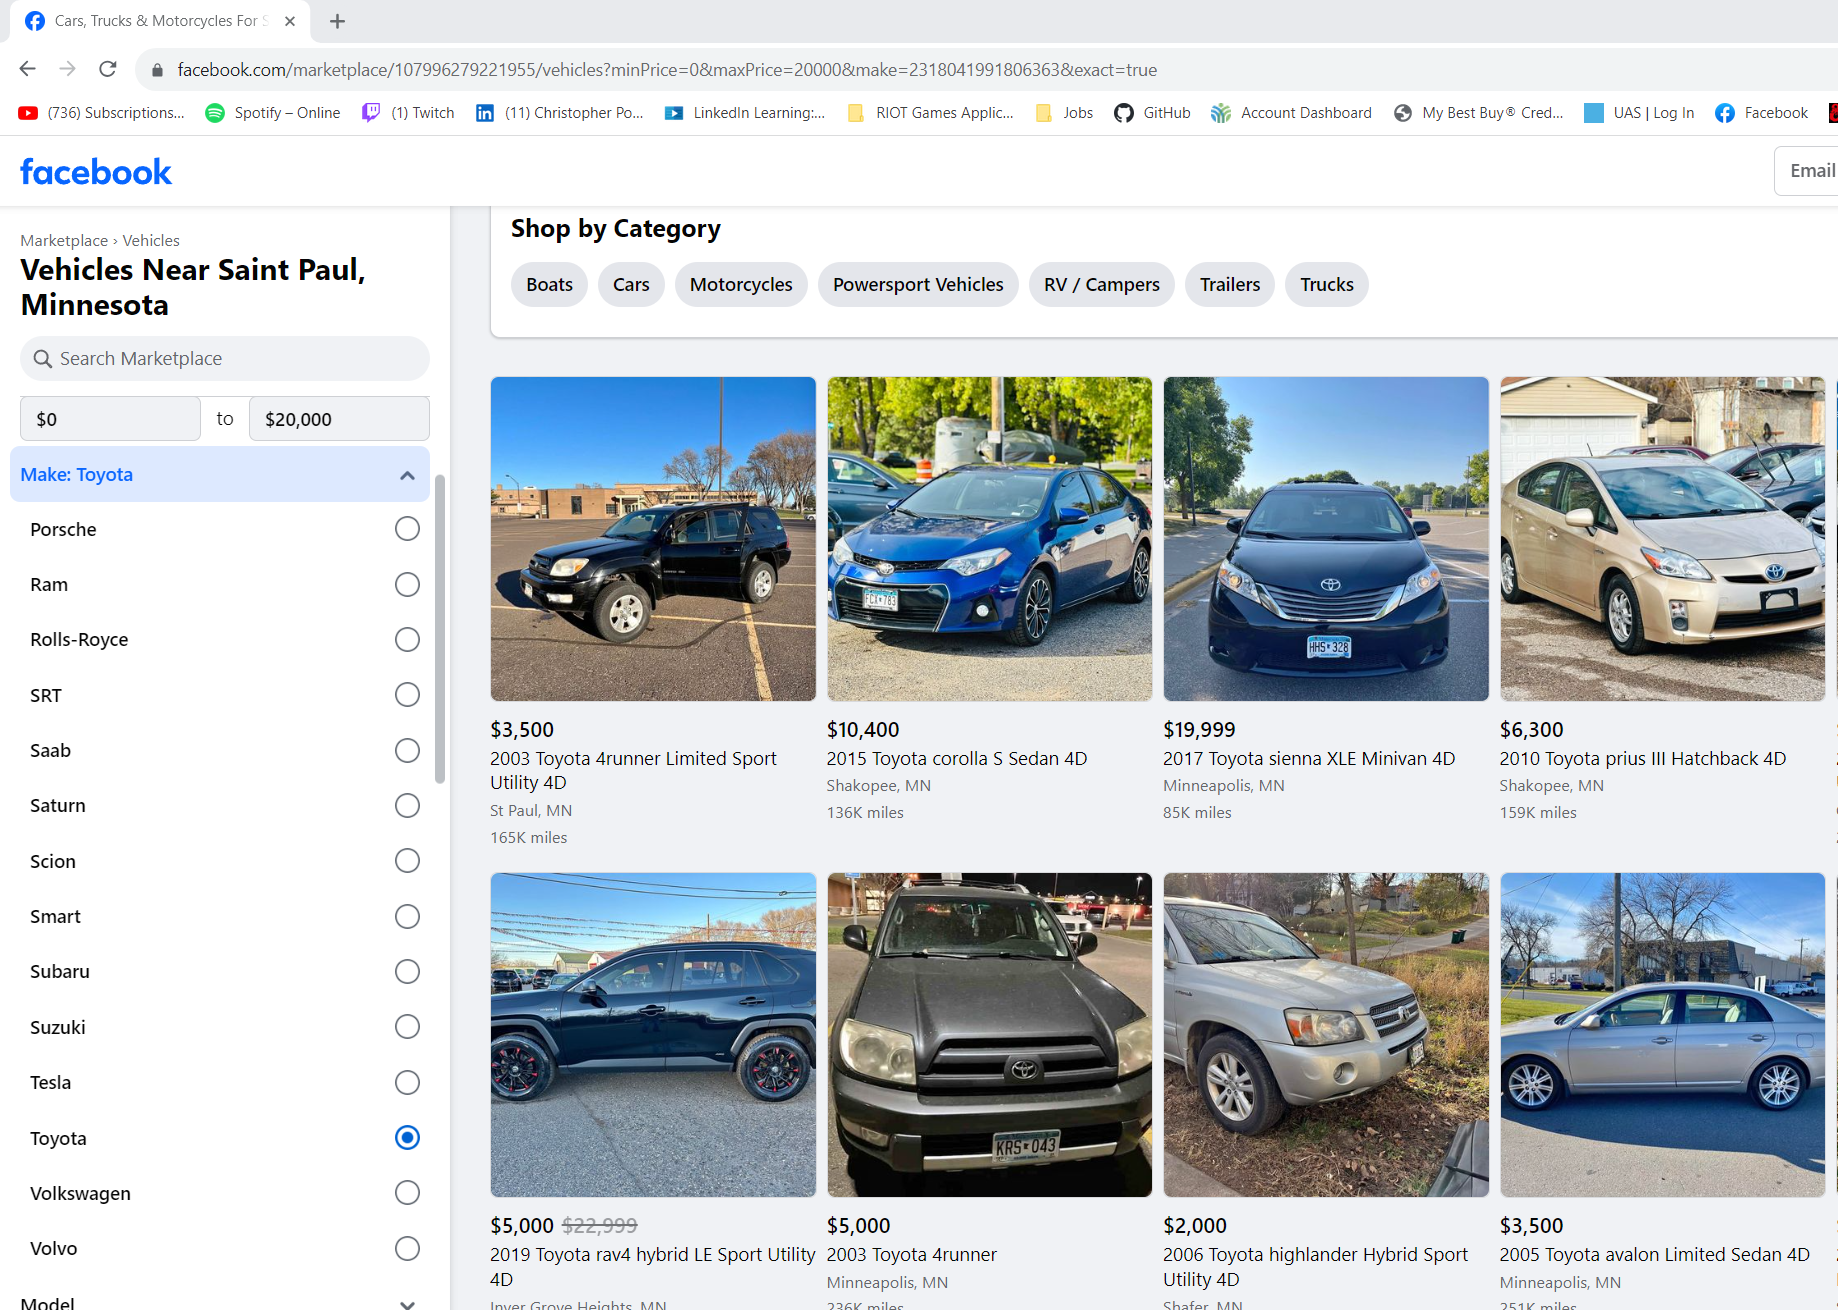 Cars, Trucks & Motorcycles For S
facebook.com/marketplace/107996279221955/vehicles?minPrice=0&maxPrice=20000&make=2318041991806363&exact=true
(736) Subscriptions...
Spotify – Online
(1) Twitch
(11) Christopher Po...
LinkedIn Learning:...
RIOT Games Applic...
Jobs
GitHub
Account Dashboard
My Best Buy® Cred...
UAS | Log In
Facebook
facebook
Email
Marketplace › Vehicles
Vehicles Near Saint Paul,
Minnesota
Search Marketplace
$0 to $20,000
Make: Toyota
Porsche
Ram
Rolls-Royce
SRT
Saab
Saturn
Scion
Smart
Subaru
Suzuki
Tesla
Toyota
Volkswagen
Volvo
Model
Shop by Category
Boats
Cars
Motorcycles
Powersport Vehicles
RV / Campers
Trailers
Trucks
HHS 328
$3,500
2003 Toyota 4runner Limited Sport
Utility 4D
St Paul, MN
165K miles
$10,400
2015 Toyota corolla S Sedan 4D
Shakopee, MN
136K miles
$19,999
2017 Toyota sienna XLE Minivan 4D
Minneapolis, MN
85K miles
$6,300
2010 Toyota prius III Hatchback 4D
Shakopee, MN
159K miles
KRS 043
$5,000 $22,999
2019 Toyota rav4 hybrid LE Sport Utility
4D
Inver Grove Heights, MN
$5,000
2003 Toyota 4runner
Minneapolis, MN
236K miles
$2,000
2006 Toyota highlander Hybrid Sport
Utility 4D
Shafer, MN
$3,500
2005 Toyota avalon Limited Sedan 4D
Minneapolis, MN
251K miles